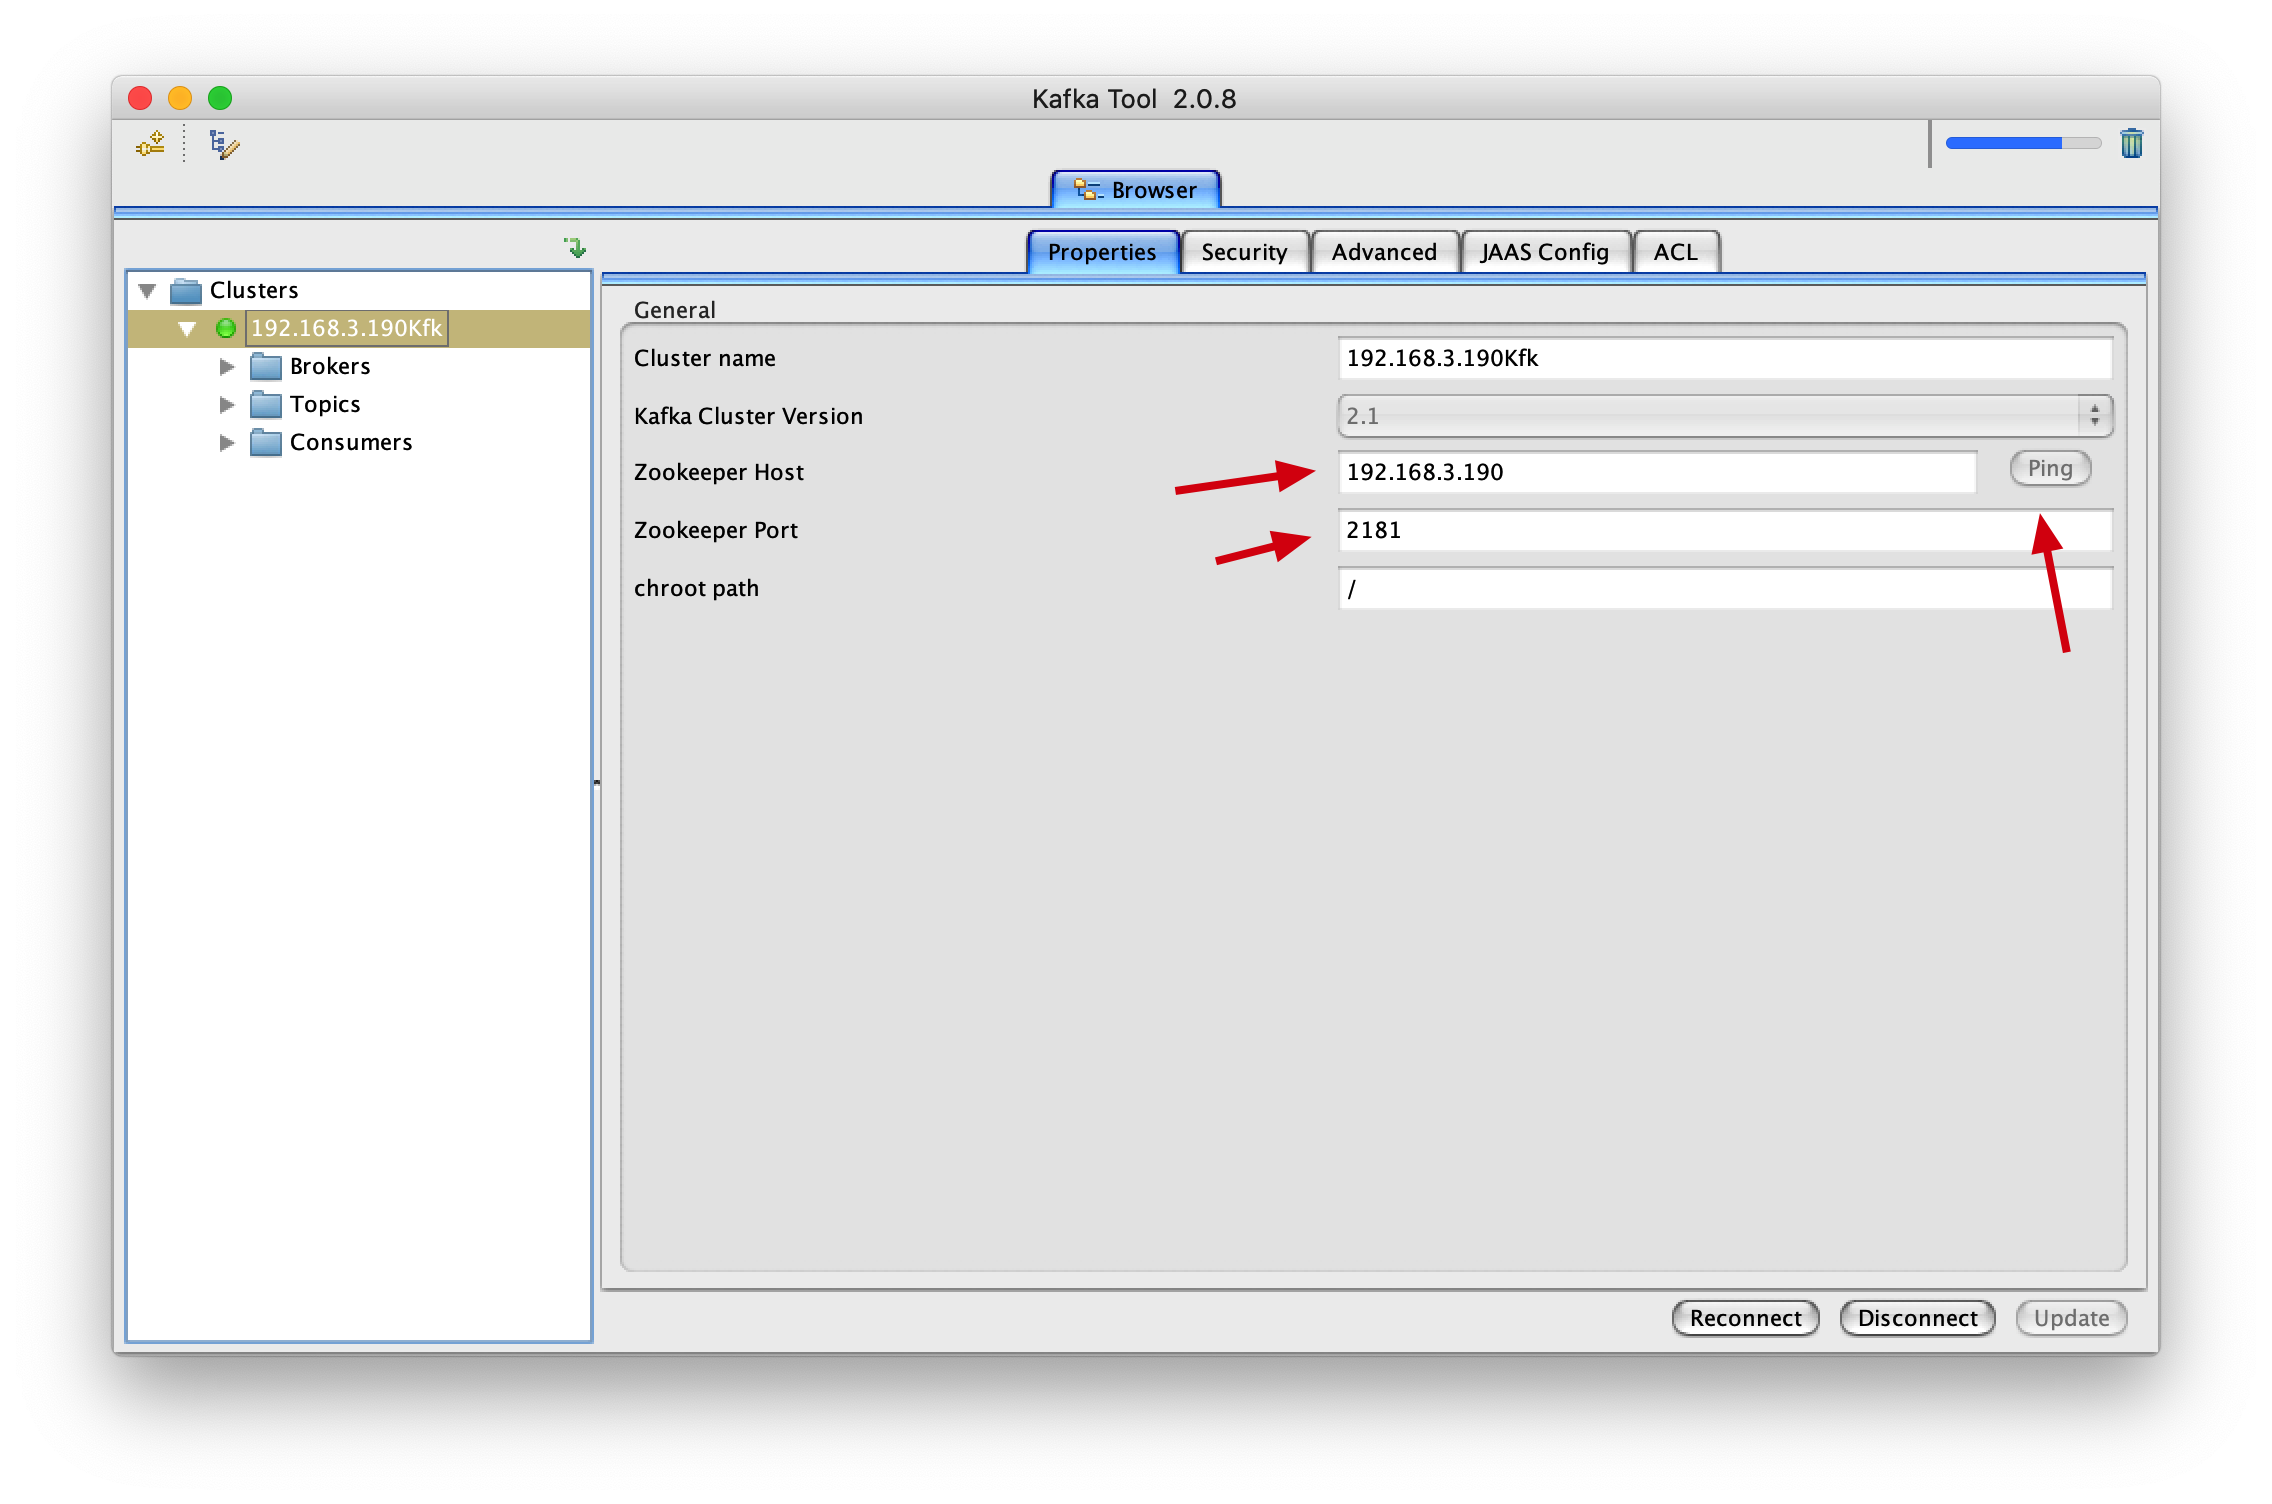 Kafka Tool 2.0.8
Browser
Properties Security Advanced JAAS Config ACL
Clusters
192.168.3.190Kfk
Brokers
Topics
Consumers
General
Cluster name 192.168.3.190Kfk
Kafka Cluster Version 2.1
Zookeeper Host 192.168.3.190 Ping
Zookeeper Port 2181
chroot path /
Reconnect Disconnect Update